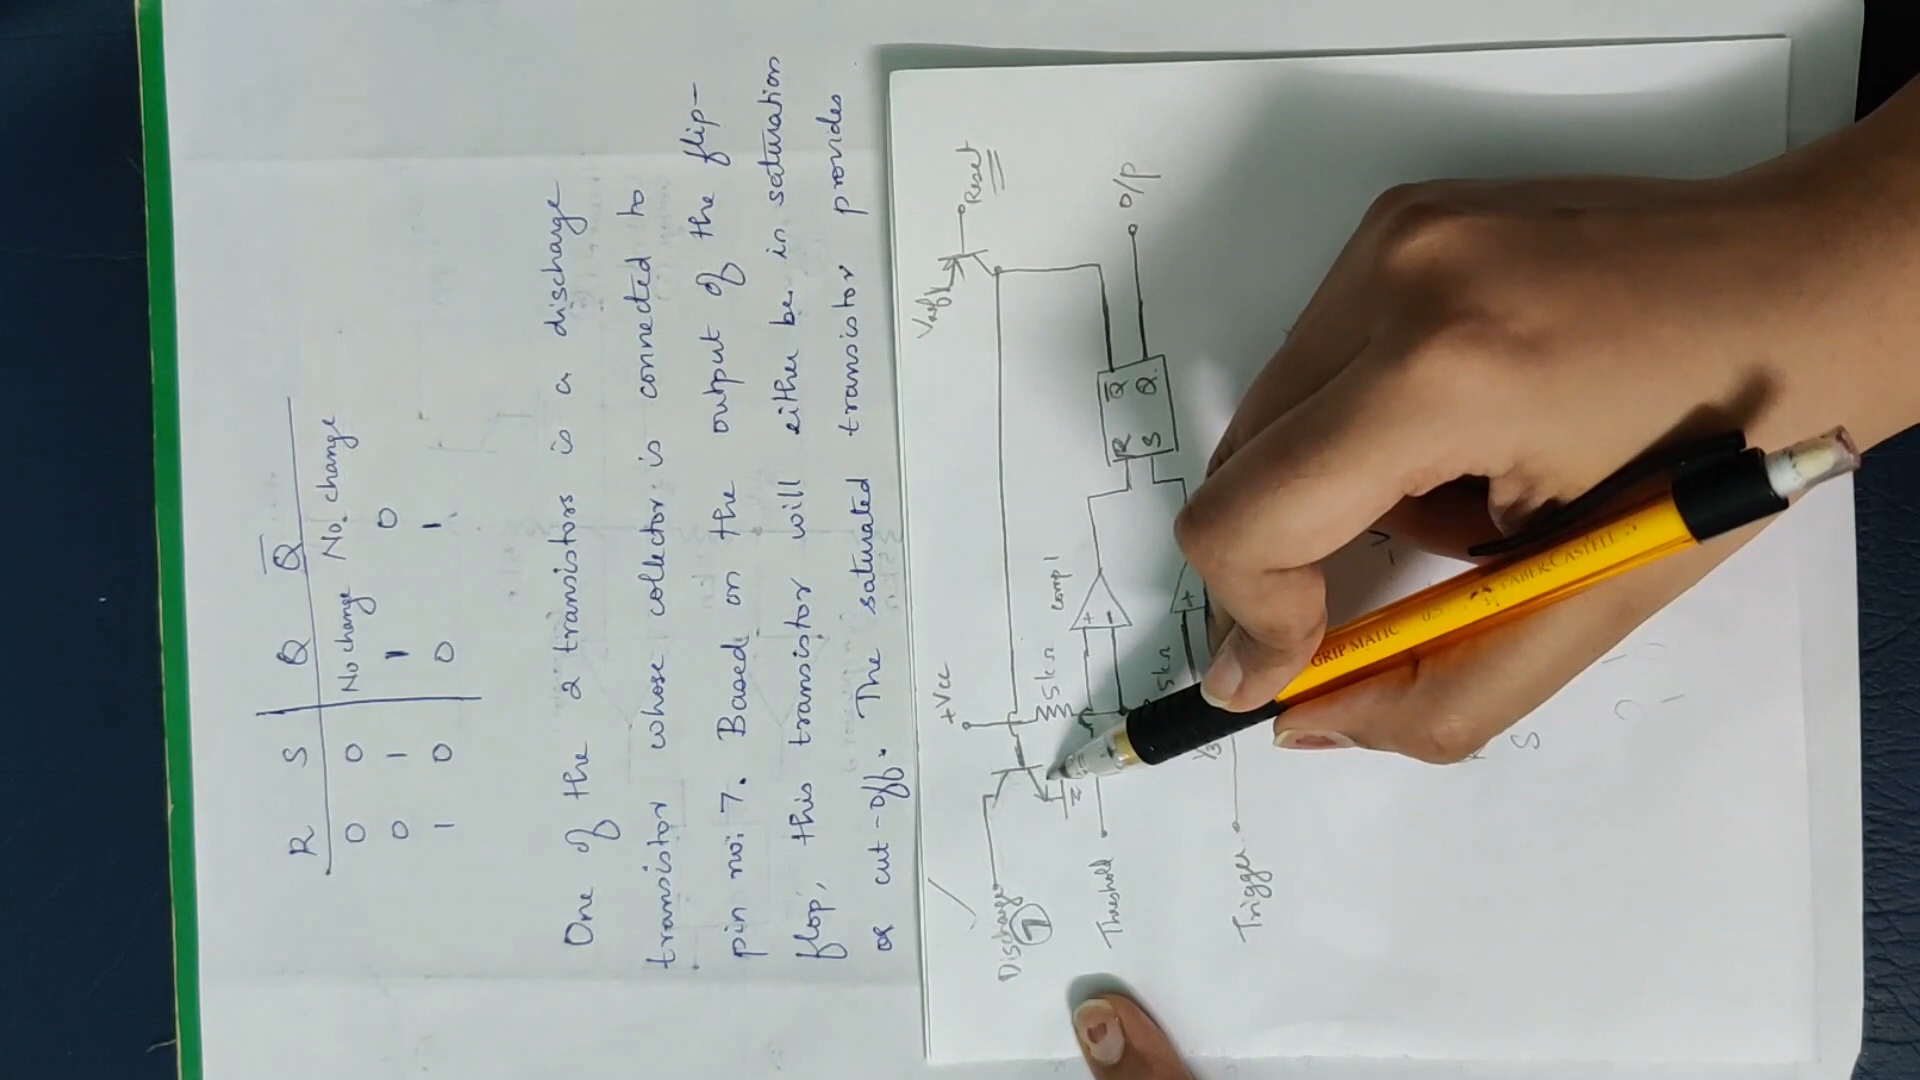 R S Q Q̅
0 0 No change No. change
0 1 1 0
1 0 0 1
One of the 2 transistors is a discharge
transistor whose collector is connected to
pin no: 7. Based on the output of the flip-
flop, this transistor will either be in saturation
or cut-off. The saturated transistor provides
Discharge
7
Threshold
Trigger
+Vcc
5kΩ
comp 1
+
-
5kΩ
+
R Q̅
S Q
Vref
Reset
O/P
-V
S
GRIP MATIC 0.5 FABER-CASTELL